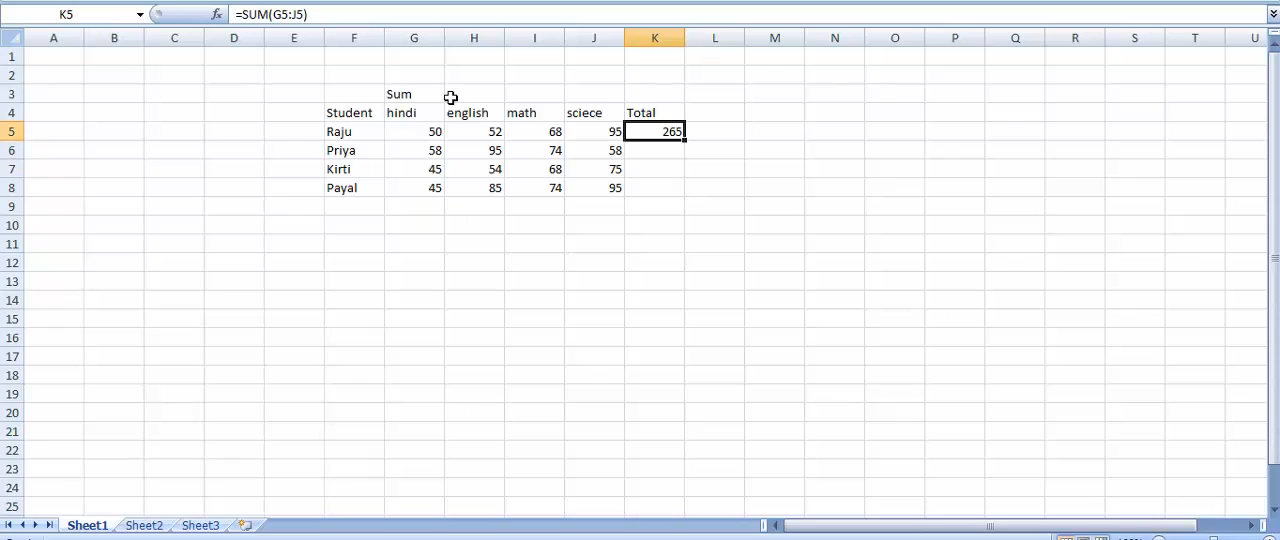 K5 fx =SUM(G5:J5)
A B C D E F G H I J K L M N O P Q R S T U
1
2
3 Sum
4 Student hindi english math sciece Total
5 Raju 50 52 68 95 265
6 Priya 58 95 74 58
7 Kirti 45 54 68 75
8 Payal 45 85 74 95
9
10
11
12
13
14
15
16
17
18
19
20
21
22
23
24
25
Sheet1 Sheet2 Sheet3